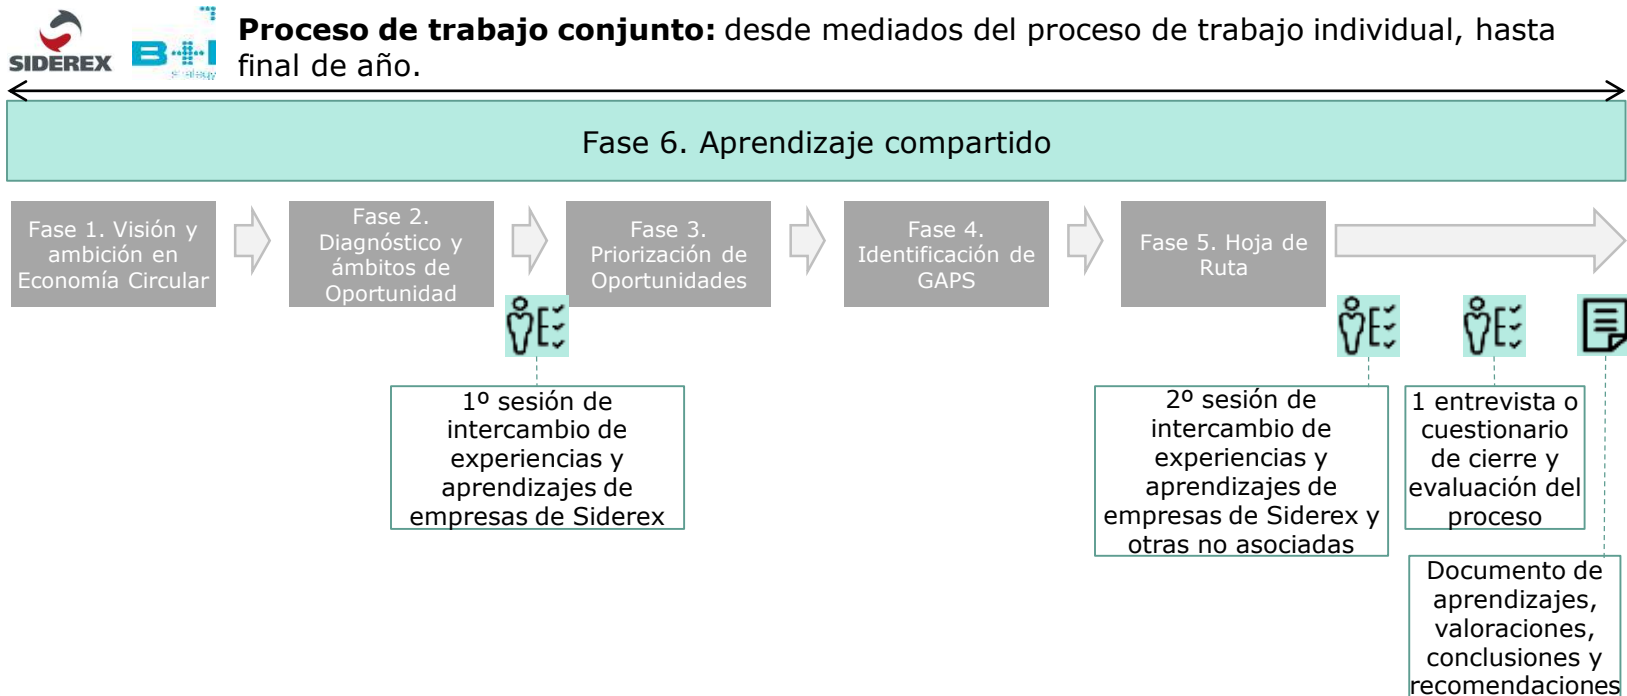 SIDEREX
B+I
strategy
Proceso de trabajo conjunto: desde mediados del proceso de trabajo individual, hasta
final de año.
Fase 6. Aprendizaje compartido
Fase 1. Visión y
ambición en
Economía Circular
Fase 2.
Diagnóstico y
ámbitos de
Oportunidad
Fase 3.
Priorización de
Oportunidades
Fase 4.
Identificación de
GAPS
Fase 5. Hoja de
Ruta
1º sesión de
intercambio de
experiencias y
aprendizajes de
empresas de Siderex
2º sesión de
intercambio de
experiencias y
aprendizajes de
empresas de Siderex y
otras no asociadas
1 entrevista o
cuestionario
de cierre y
evaluación del
proceso
Documento de
aprendizajes,
valoraciones,
conclusiones y
recomendaciones